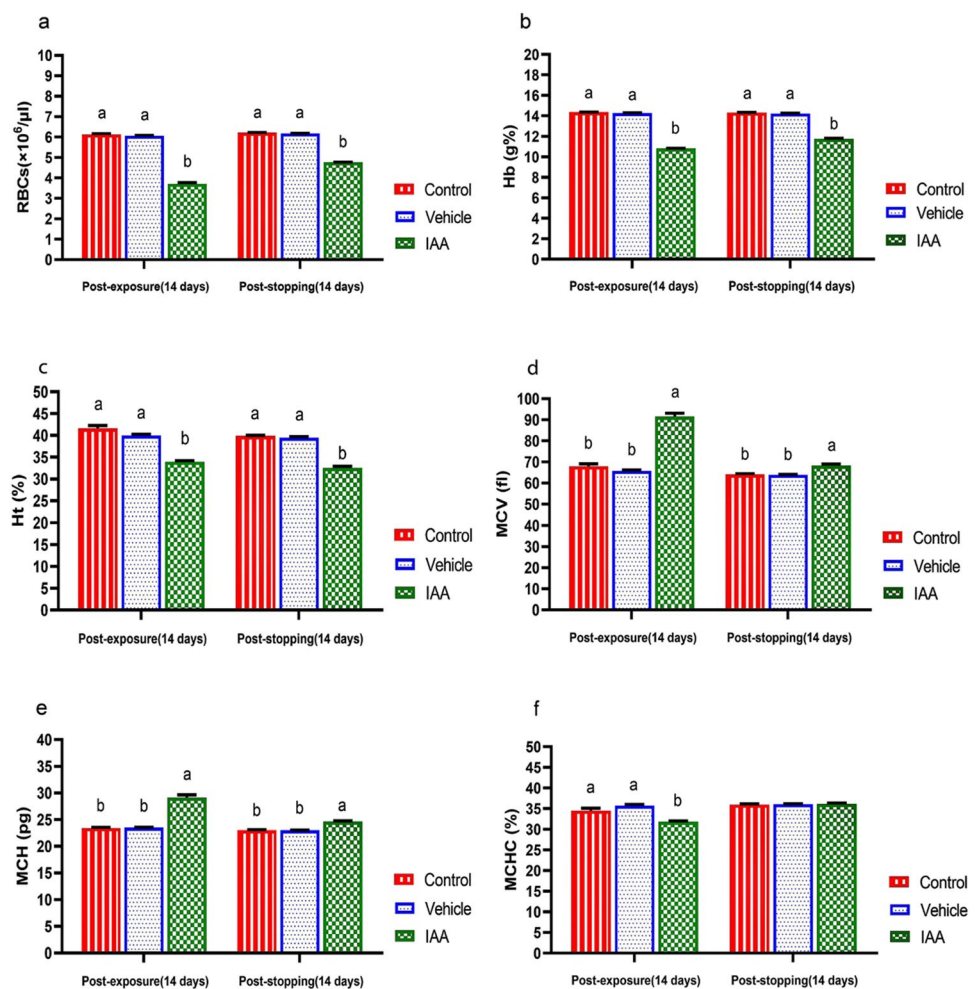 a
RBCs(×10⁶/µl)
10
9
8
7
6
5
4
3
2
1
0
a a b a a b
Post-exposure(14 days) Post-stopping(14 days)
Control
Vehicle
IAA
b
Hb (g%)
20
18
16
14
12
10
8
6
4
2
0
a a b a a b
Post-exposure(14 days) Post-stopping(14 days)
Control
Vehicle
IAA
c
Ht (%)
50
45
40
35
30
25
20
15
10
5
0
a a b a a b
Post-exposure(14 days) Post-stopping(14 days)
Control
Vehicle
IAA
d
MCV (fl)
100
90
80
70
60
50
40
30
20
10
0
b b a b b a
Post-exposure(14 days) Post-stopping(14 days)
Control
Vehicle
IAA
e
MCH (pg)
40
35
30
25
20
15
10
5
0
b b a b b a
Post-exposure(14 days) Post-stopping(14 days)
Control
Vehicle
IAA
f
MCHC (%)
50
45
40
35
30
25
20
15
10
5
0
a a b
Post-exposure(14 days) Post-stopping(14 days)
Control
Vehicle
IAA